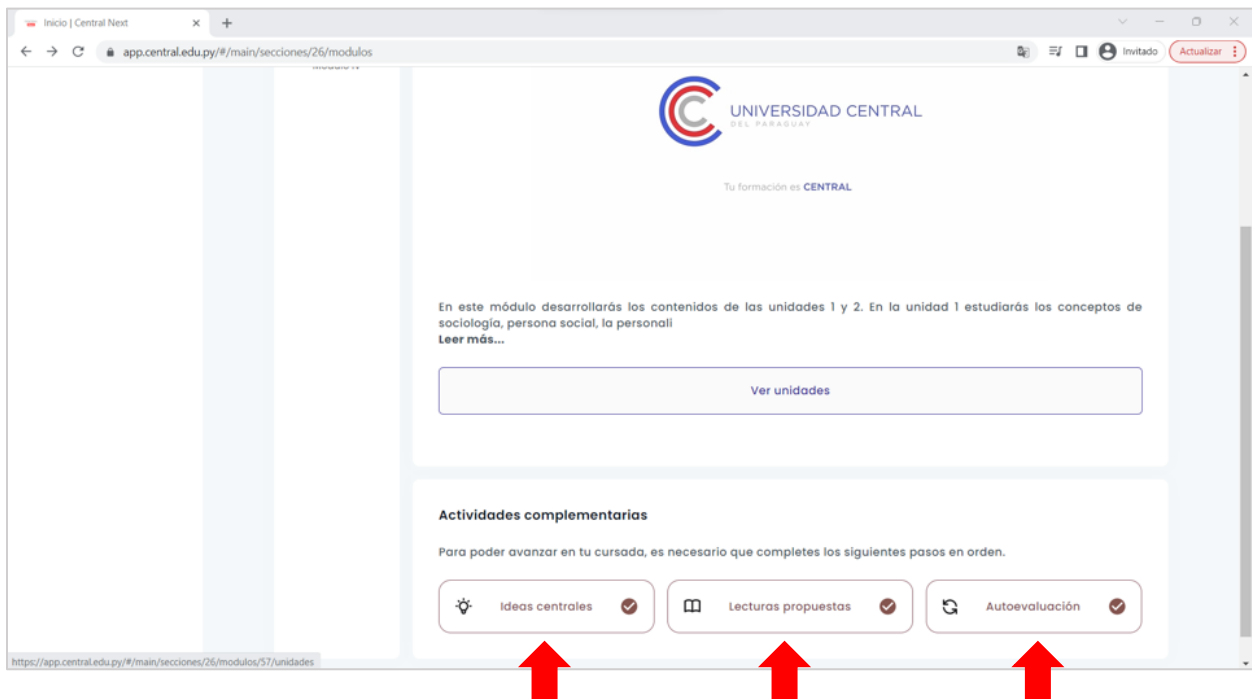 Inicio | Central Next
app.central.edu.py/#/main/secciones/26/modulos
Invitado
Actualizar
UNIVERSIDAD CENTRAL
DEL PARAGUAY
Tu formación es CENTRAL
En este módulo desarrollarás los contenidos de las unidades 1 y 2. En la unidad 1 estudiarás los conceptos de
sociología, persona social, la personali
Leer más...
Ver unidades
Actividades complementarias
Para poder avanzar en tu cursada, es necesario que completes los siguientes pasos en orden.
Ideas centrales
Lecturas propuestas
Autoevaluación
https://app.central.edu.py/#/main/secciones/26/modulos/57/unidades